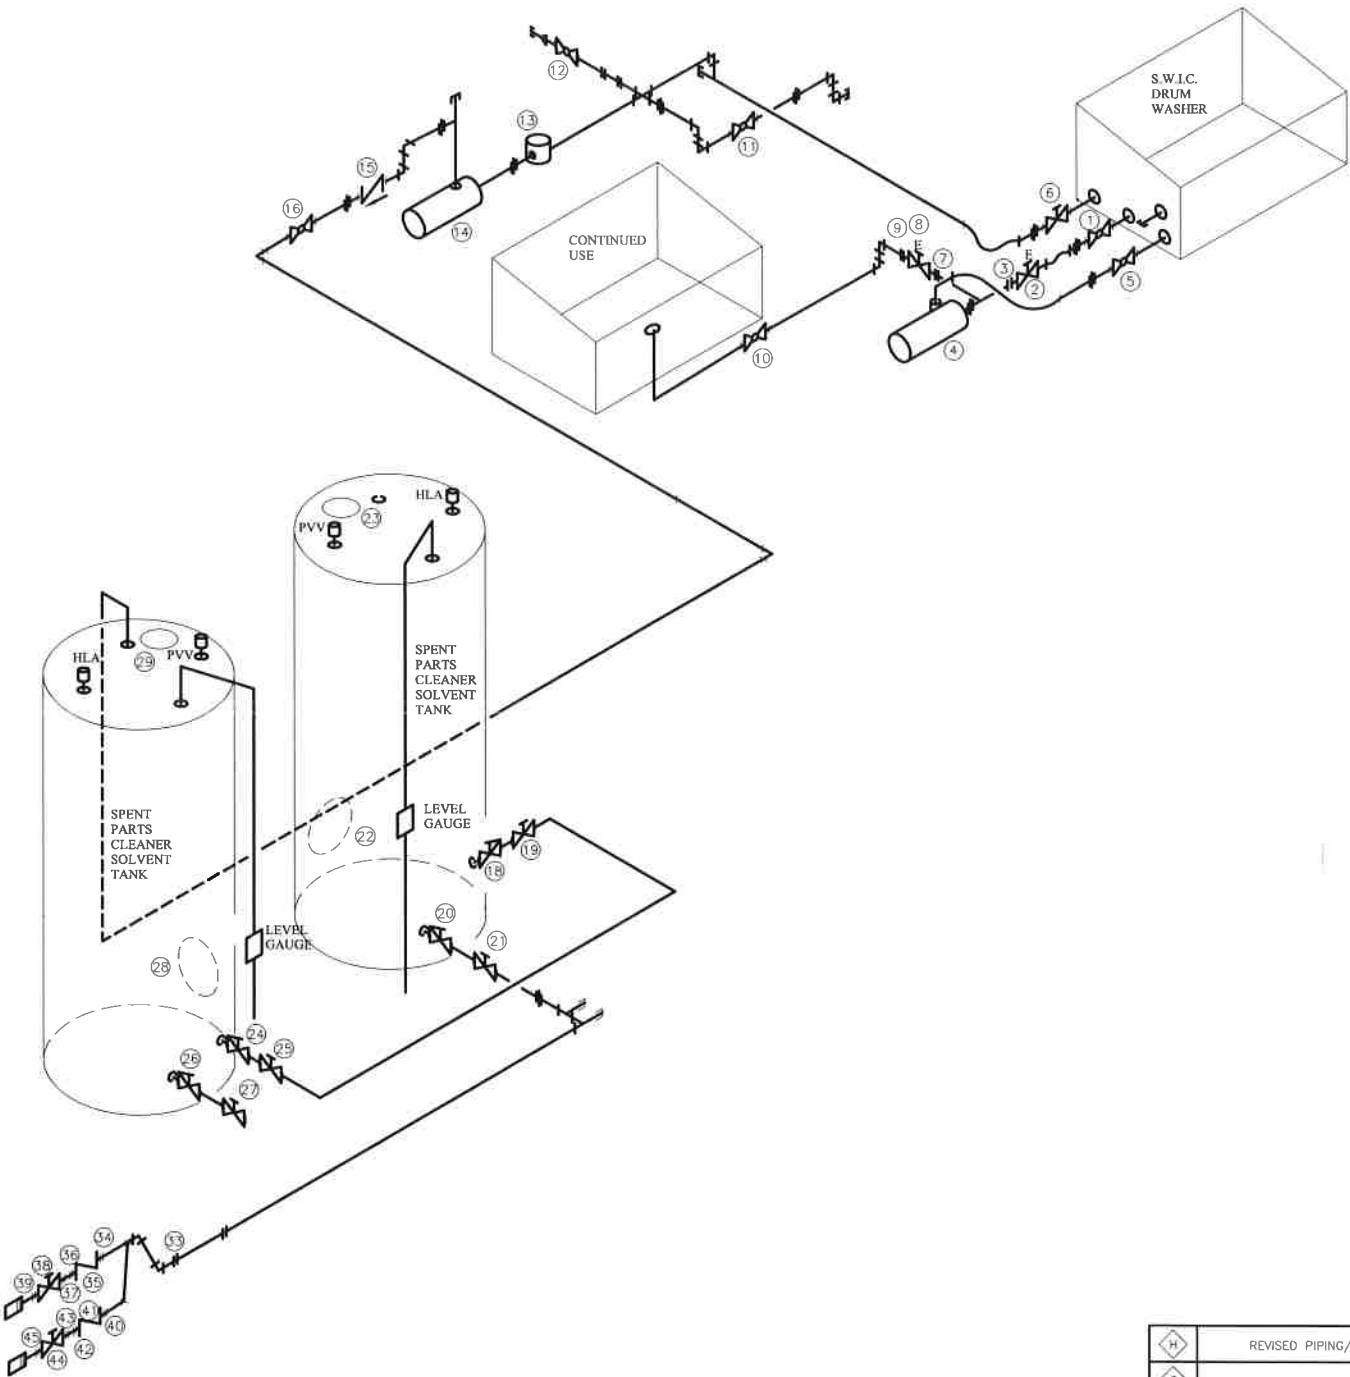 S.W.I.C.
DRUM
WASHER
12
13
11
15
6
1
16
14
CONTINUED
USE
9 8
7
3
2
5
10
4
HLA
23
PVV
HLA
29
PVV
SPENT
PARTS
CLEANER
SOLVENT
TANK
SPENT
PARTS
CLEANER
SOLVENT
TANK
LEVEL
GAUGE
22
19
18
20
21
LEVEL
GAUGE
28
24
25
26
27
34
33
36
38
35
39
37
41
43
40
45
42
44
H
REVISED PIPING/
E
E